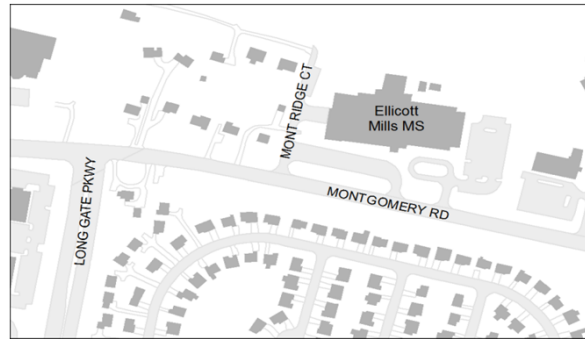 Ellicott
Mills MS
MONT RIDGE CT
MONTGOMERY RD
LONG GATE PKWY